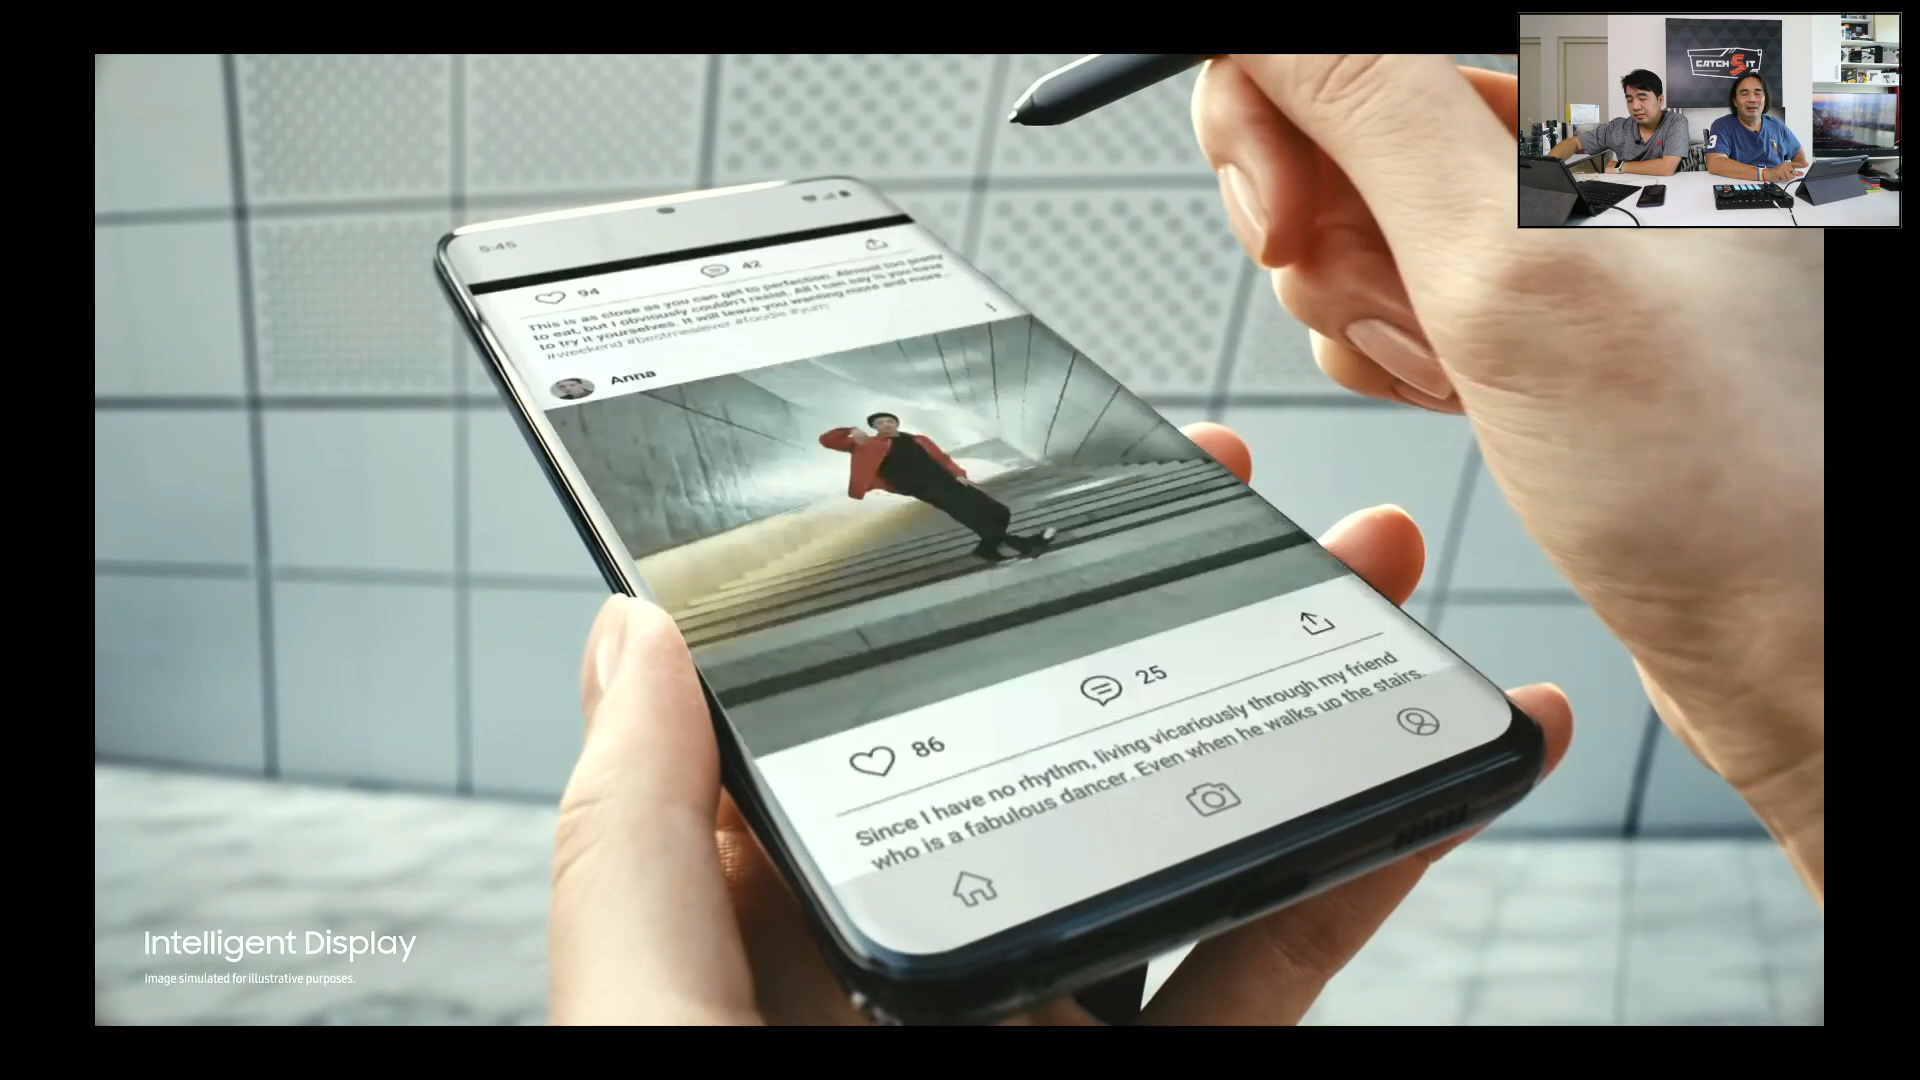 CATCH 5 IT
3
5:45
94
42
This is as close as you can get to perfection. Almost too pretty
to eat, but I obviously couldn't resist. All I can say is you have
to try it yourselves. It will leave you wanting more and more...
#weekend #bestmealever #foodie #yum
Anna
86
25
Since I have no rhythm, living vicariously through my friend
who is a fabulous dancer. Even when he walks up the stairs.
Intelligent Display
Image simulated for illustrative purposes.